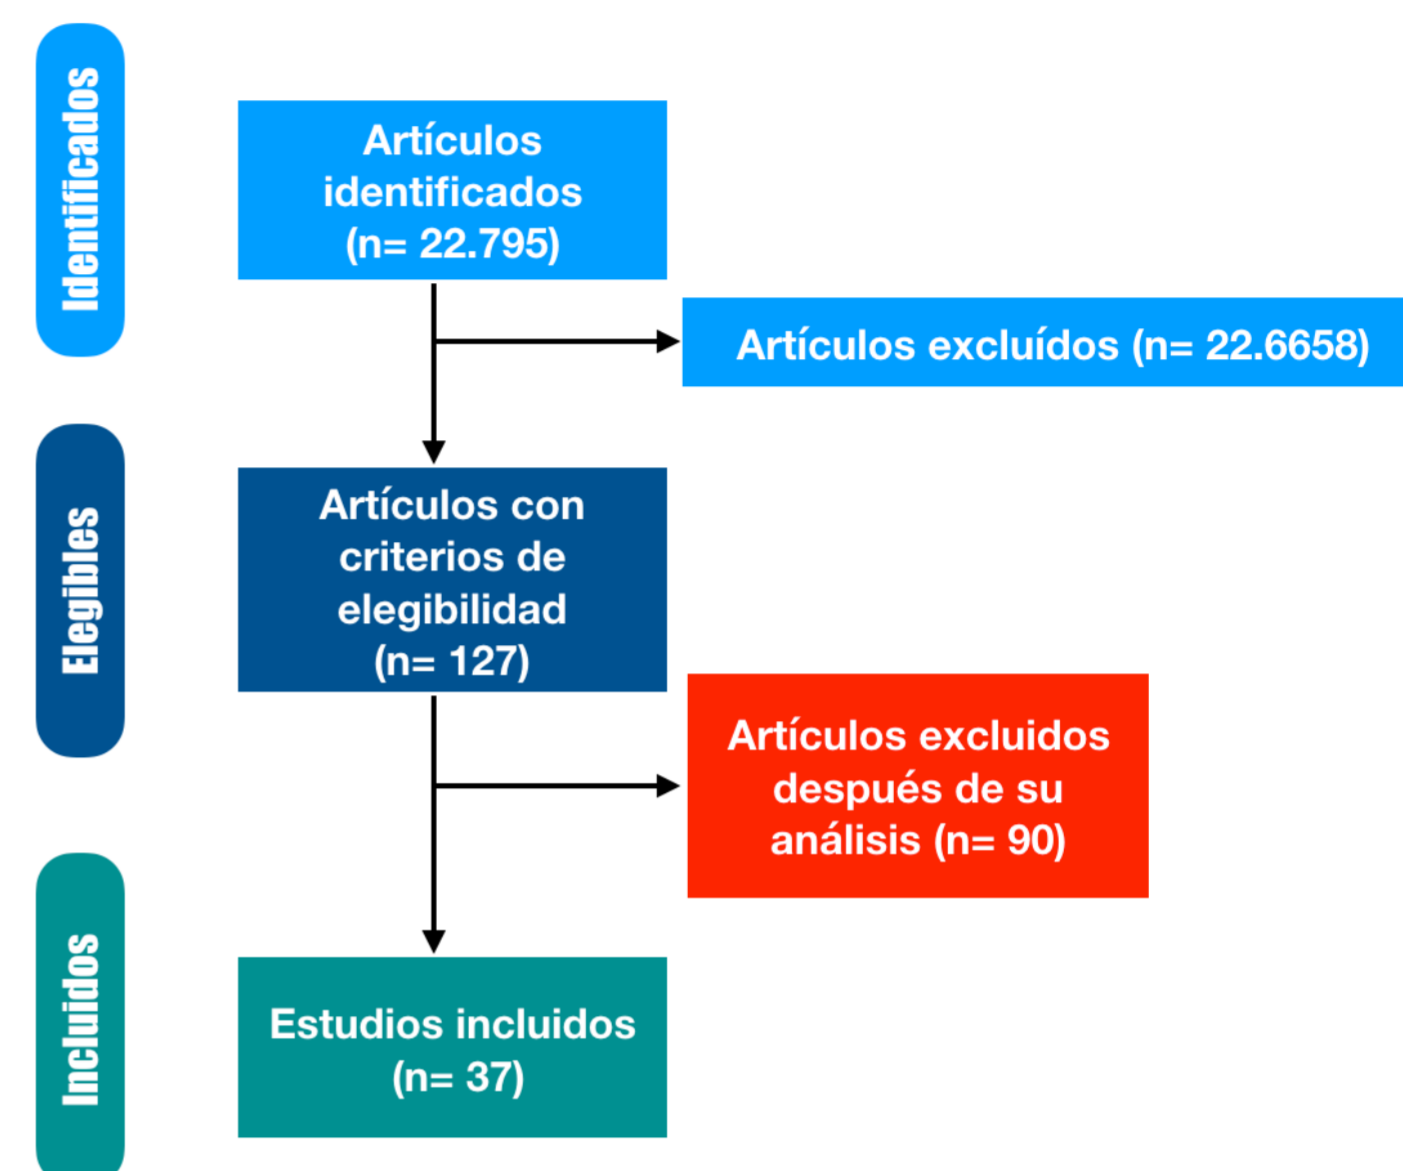 Identificados
Artículos
identificados
(n= 22.795)
Artículos excluídos (n= 22.6658)
Elegibles
Artículos con
criterios de
elegibilidad
(n= 127)
Artículos excluidos
después de su
análisis (n= 90)
Incluidos
Estudios incluidos
(n= 37)